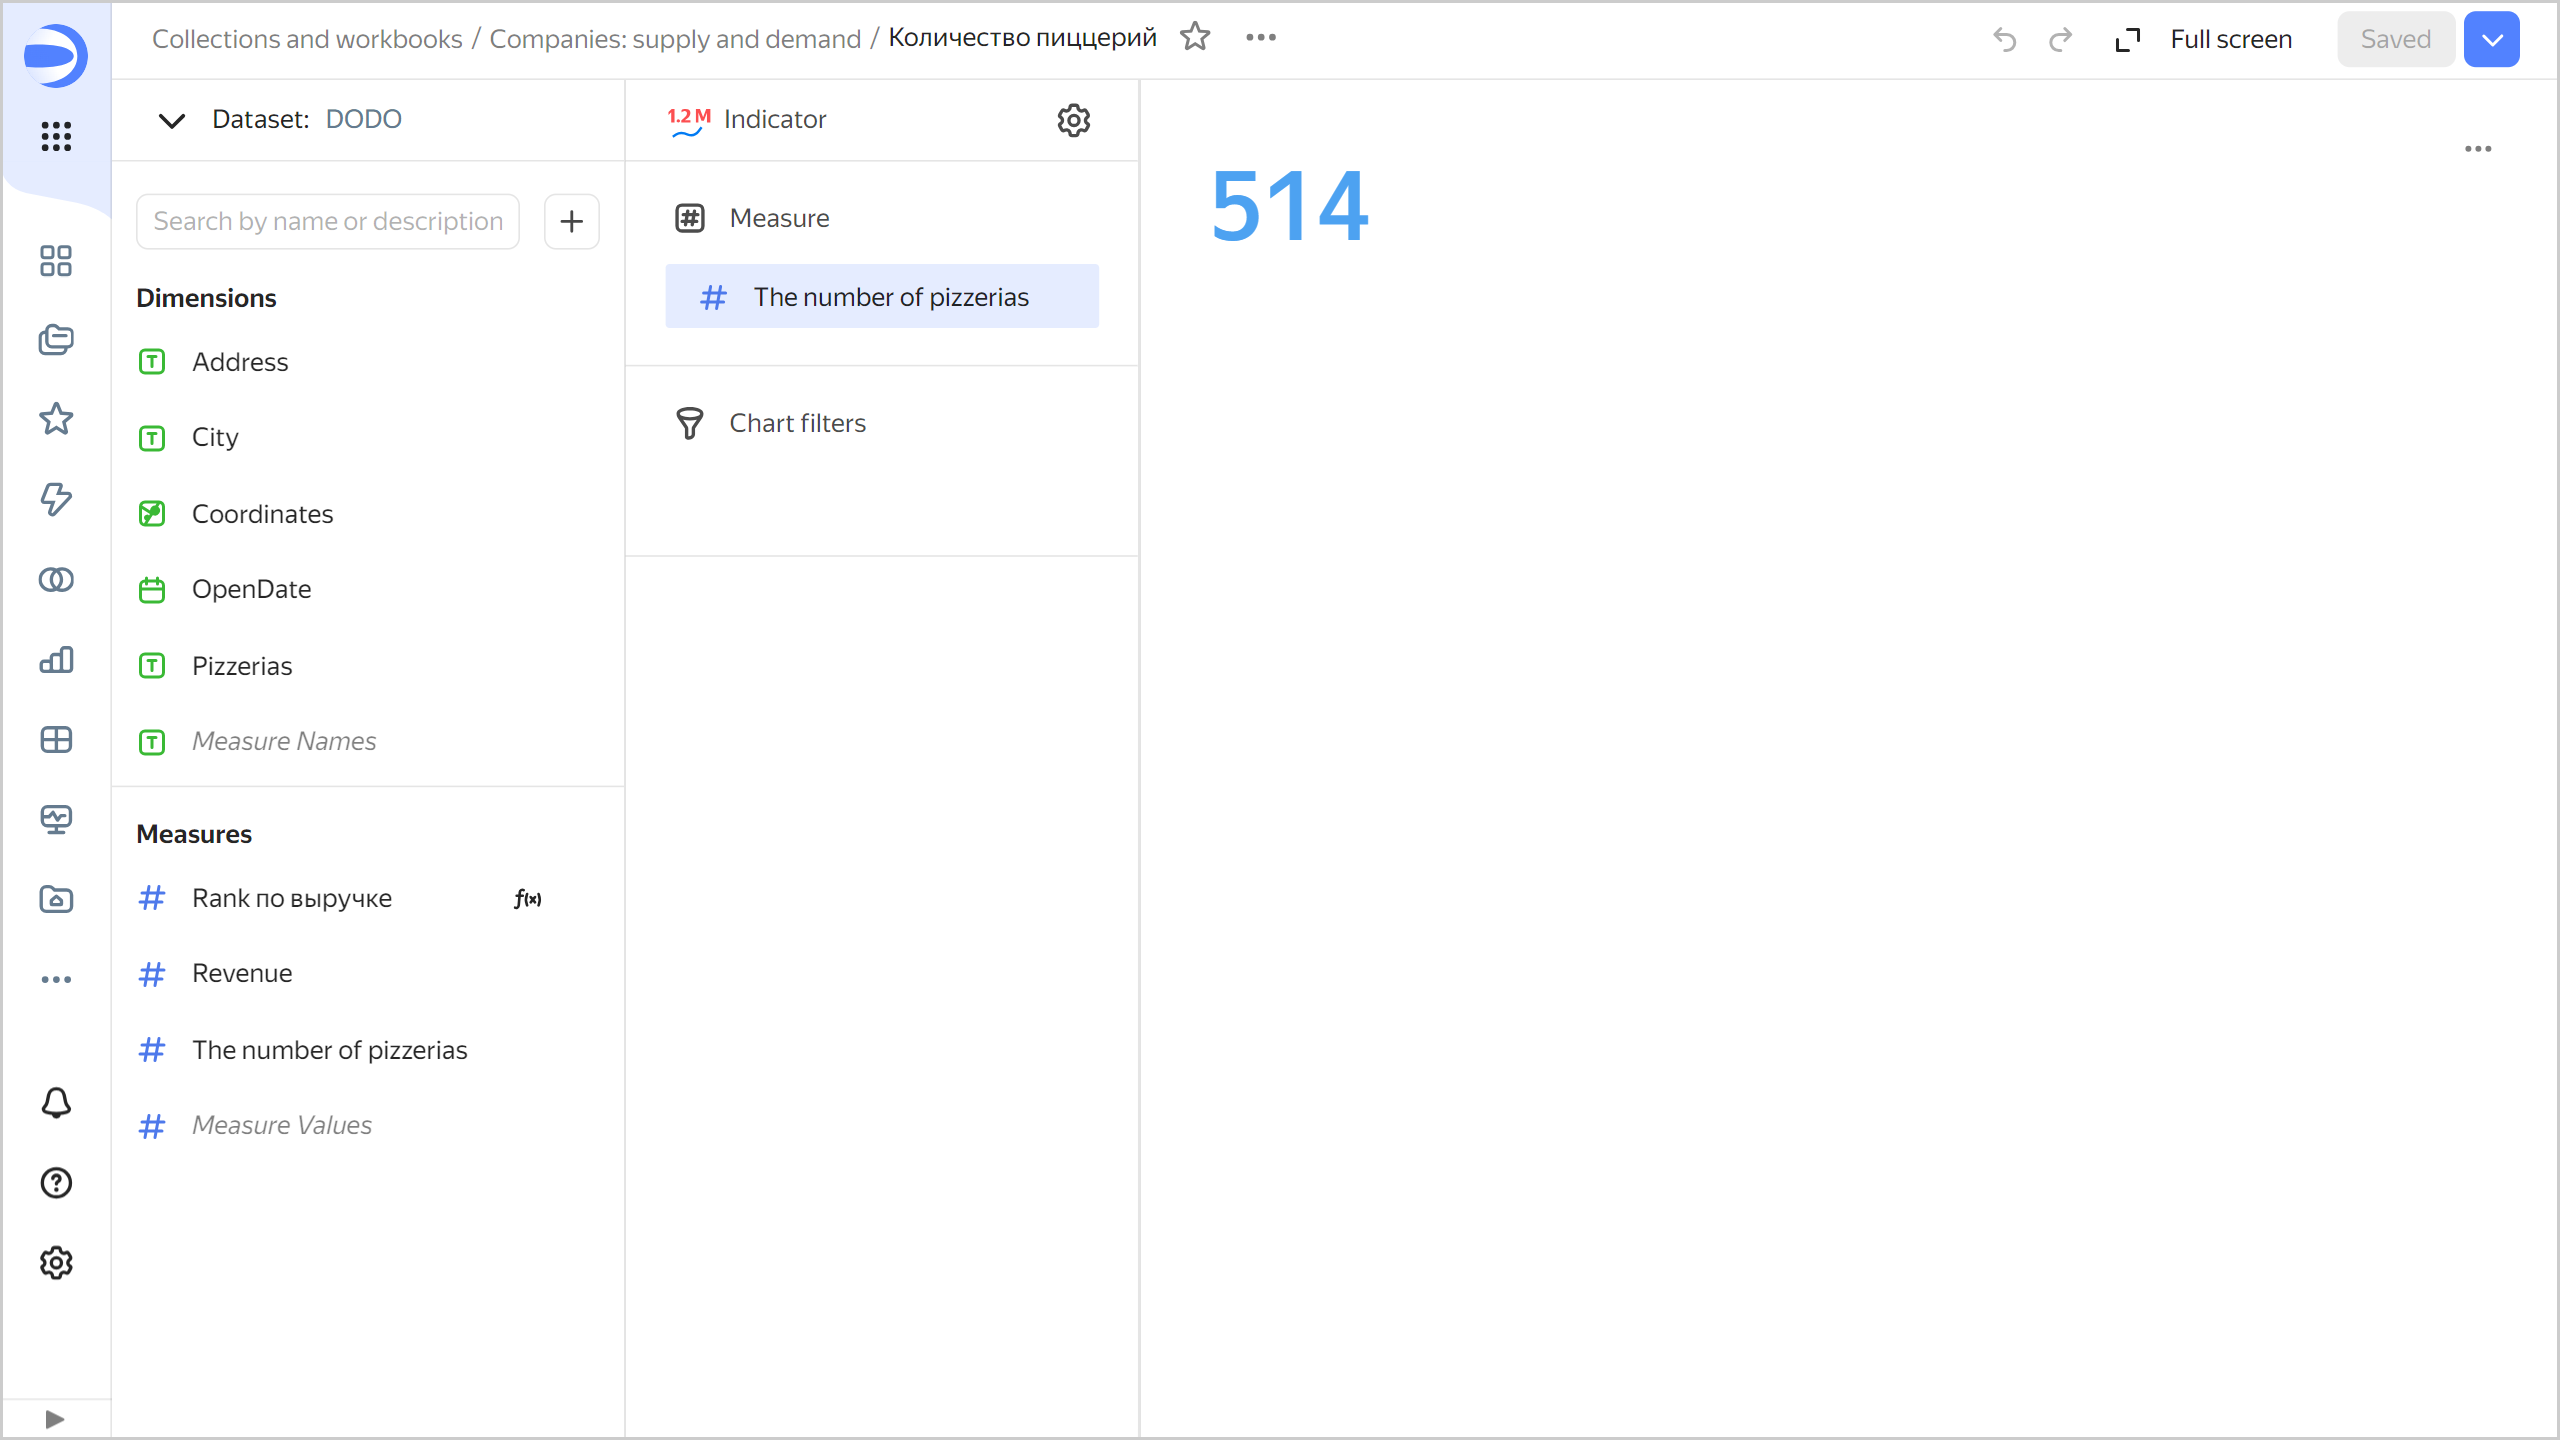 Collections and workbooks / Companies: supply and demand / Количество пиццерий
Full screen
Saved
Dataset: DODO
1.2 M Indicator
Search by name or description
Dimensions
Address
City
Coordinates
OpenDate
Pizzerias
Measure Names
Measures
Rank по выручке f(x)
Revenue
The number of pizzerias
Measure Values
Measure
The number of pizzerias
Chart filters
514